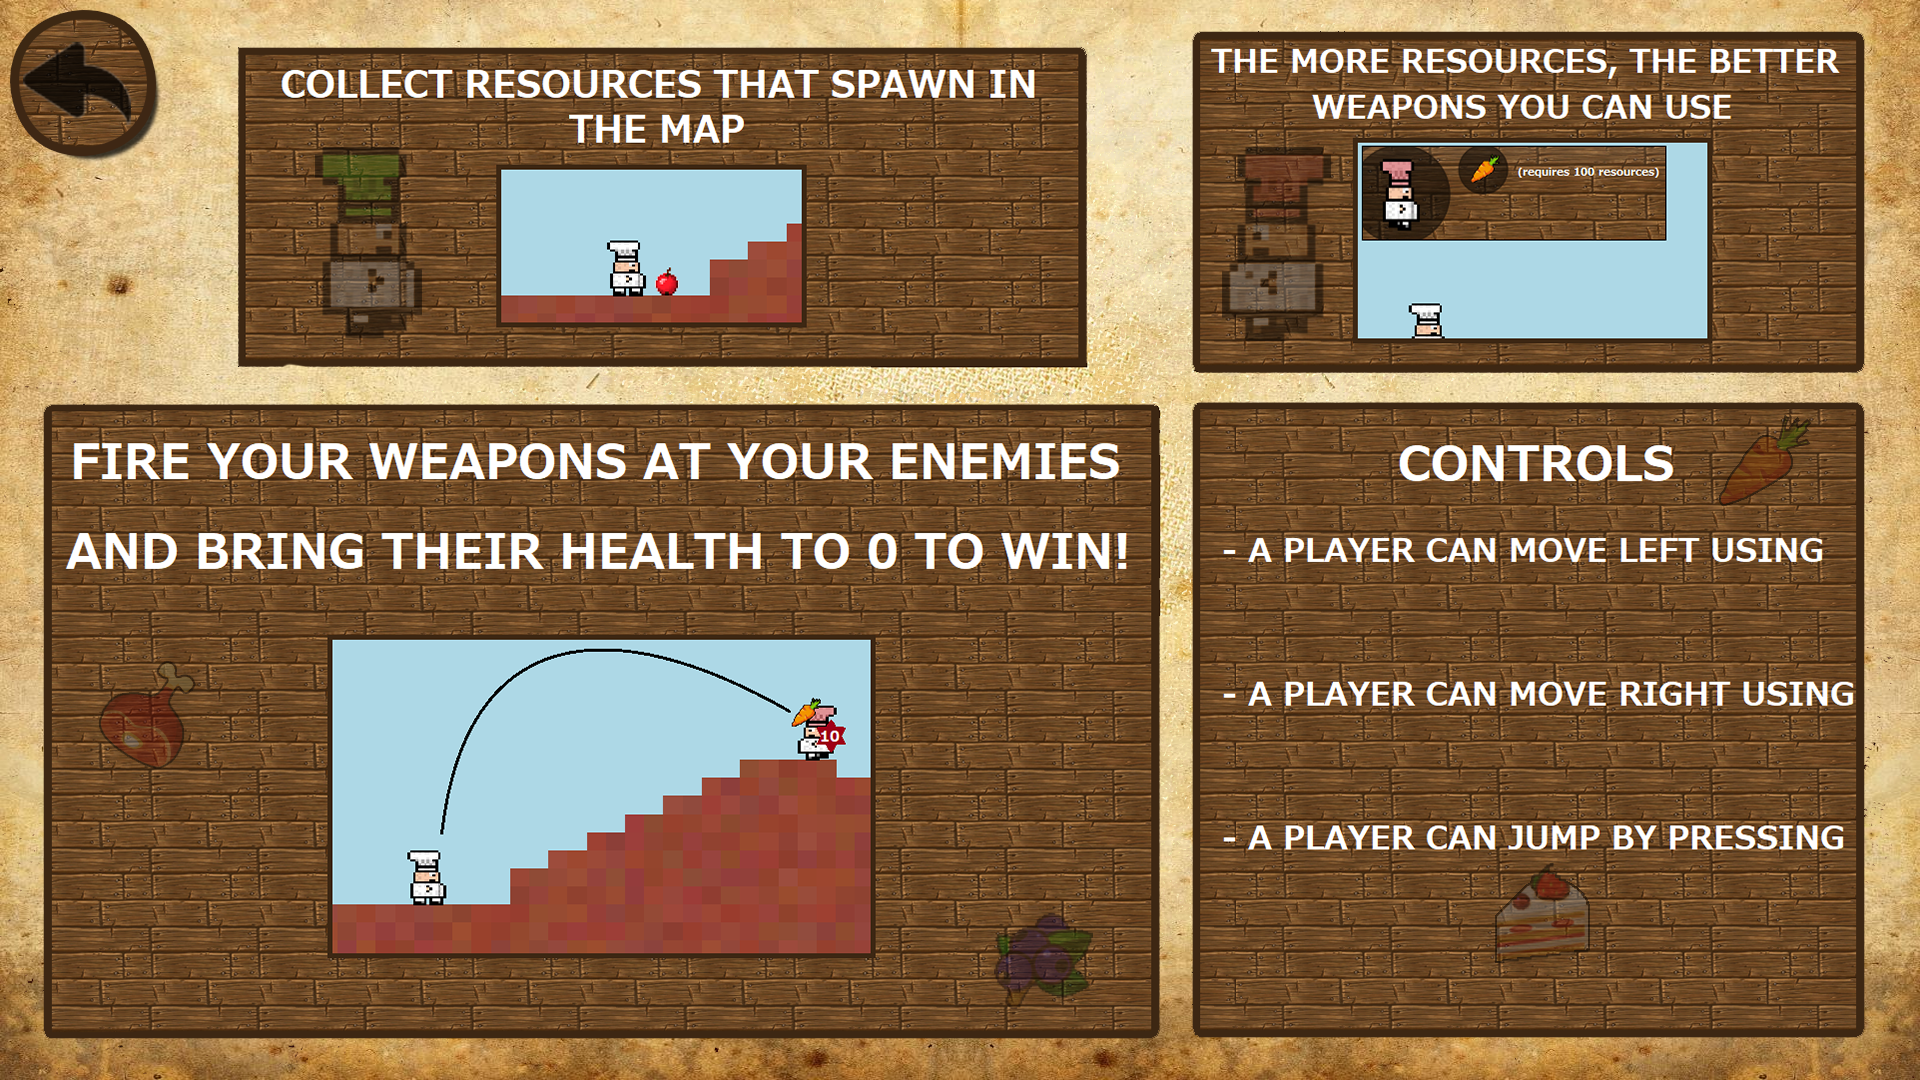 COLLECT RESOURCES THAT SPAWN IN
THE MAP
THE MORE RESOURCES, THE BETTER
WEAPONS YOU CAN USE
(requires 100 resources)
FIRE YOUR WEAPONS AT YOUR ENEMIES
AND BRING THEIR HEALTH TO 0 TO WIN!
10
CONTROLS
- A PLAYER CAN MOVE LEFT USING
- A PLAYER CAN MOVE RIGHT USING
- A PLAYER CAN JUMP BY PRESSING